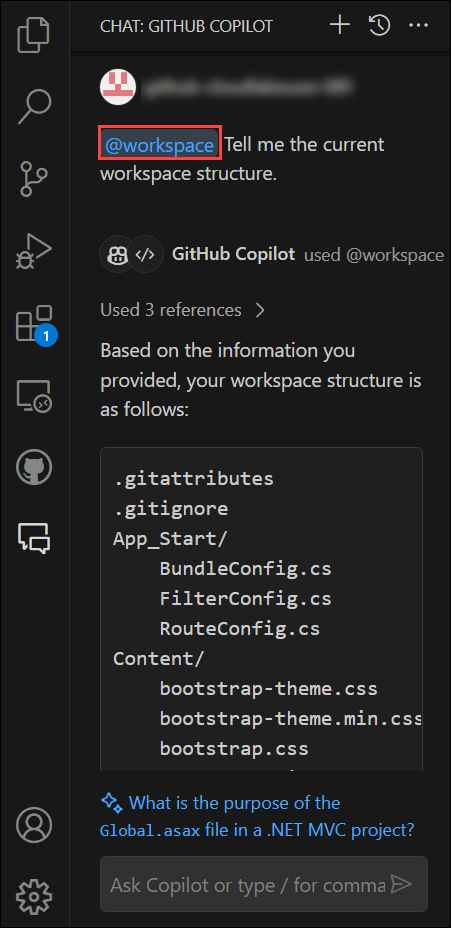 CHAT: GITHUB COPILOT
@workspace Tell me the current
workspace structure.
GitHub Copilot used @workspace
Used 3 references
1
Based on the information you
provided, your workspace structure is
as follows:
.gitattributes
.gitignore
App_Start/
BundleConfig.cs
FilterConfig.cs
RouteConfig.cs
Content/
bootstrap-theme.css
bootstrap-theme.min.css
bootstrap.css
What is the purpose of the
Global.asax file in a .NET MVC project?
Ask Copilot or type / for comma